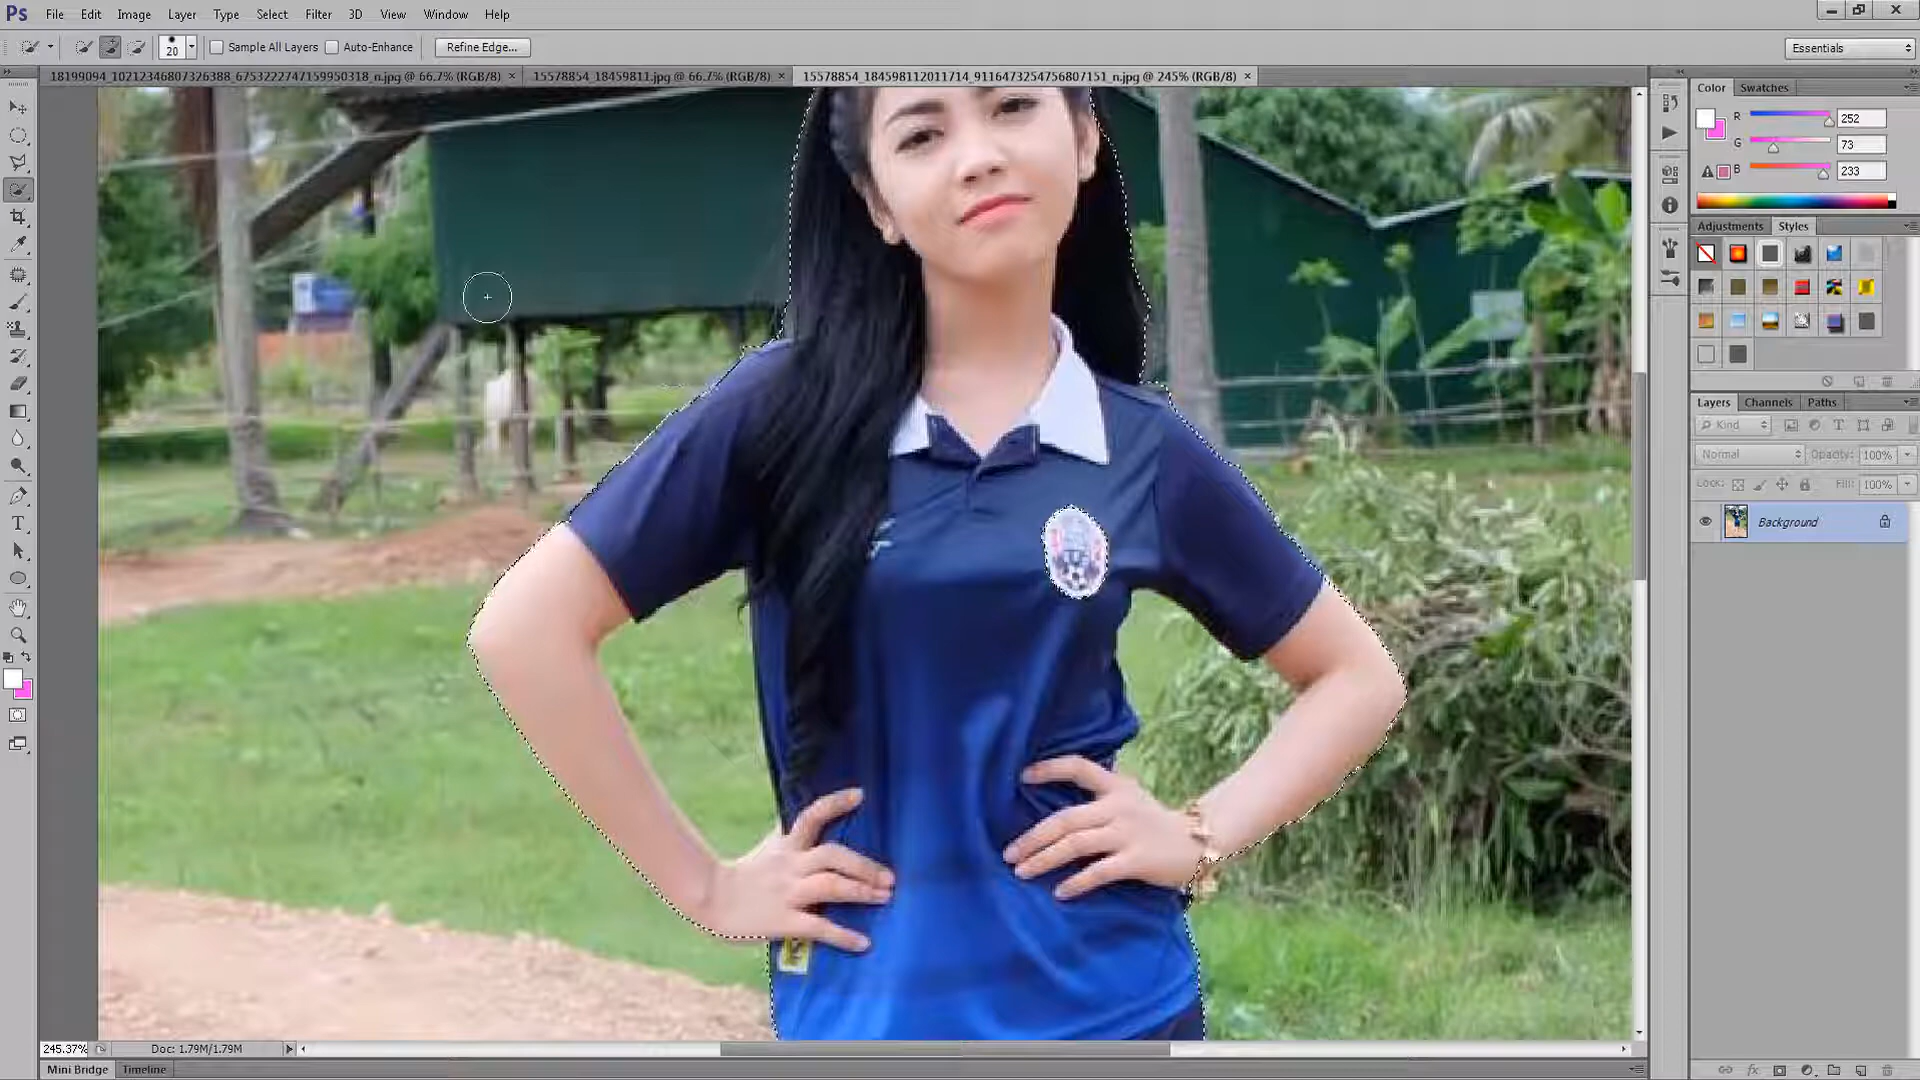 Ps File Edit Image Layer Type Select Filter 3D View Window Help
20 Sample All Layers Auto-Enhance Refine Edge... Essentials
18199094_10212346807326388_6753222747159950318_n.jpg @ 66.7% (RGB/8) × 15578854_18459811.jpg @ 66.7% (RGB/8) × 15578854_184598112011714_9116473254756807151_n.jpg @ 245% (RGB/8) ×
Color Swatches
R 252
G 73
B 233
Adjustments Styles
Layers Channels Paths
Kind
Normal Opacity: 100%
Lock: Fill: 100%
Background
245.37% Doc: 1.79M/1.79M
Mini Bridge Timeline